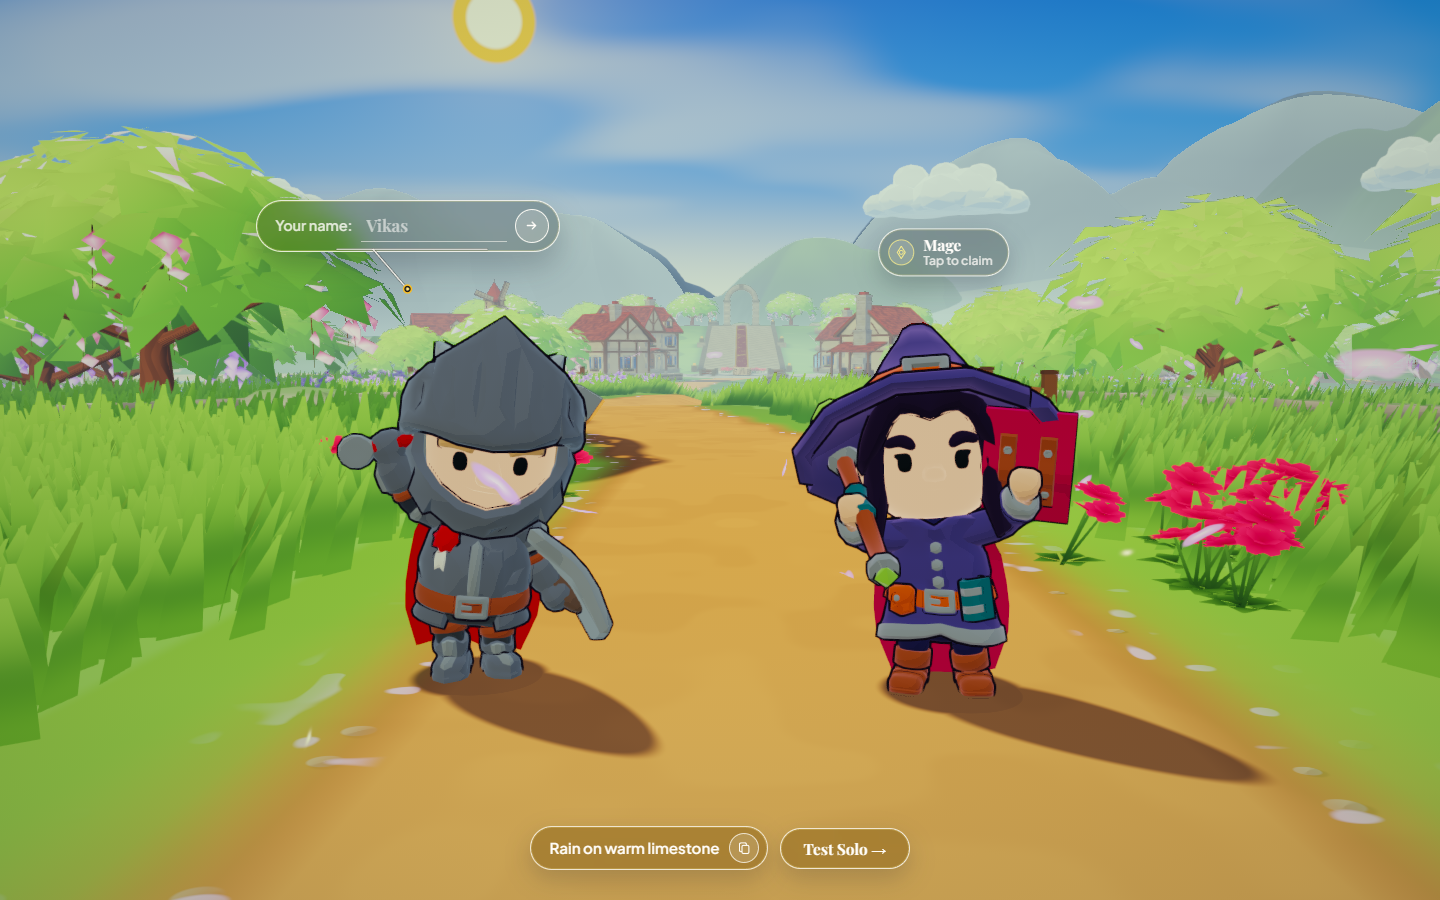 Your name: Vikas
Mage
Tap to claim
Rain on warm limestone
Test Solo →